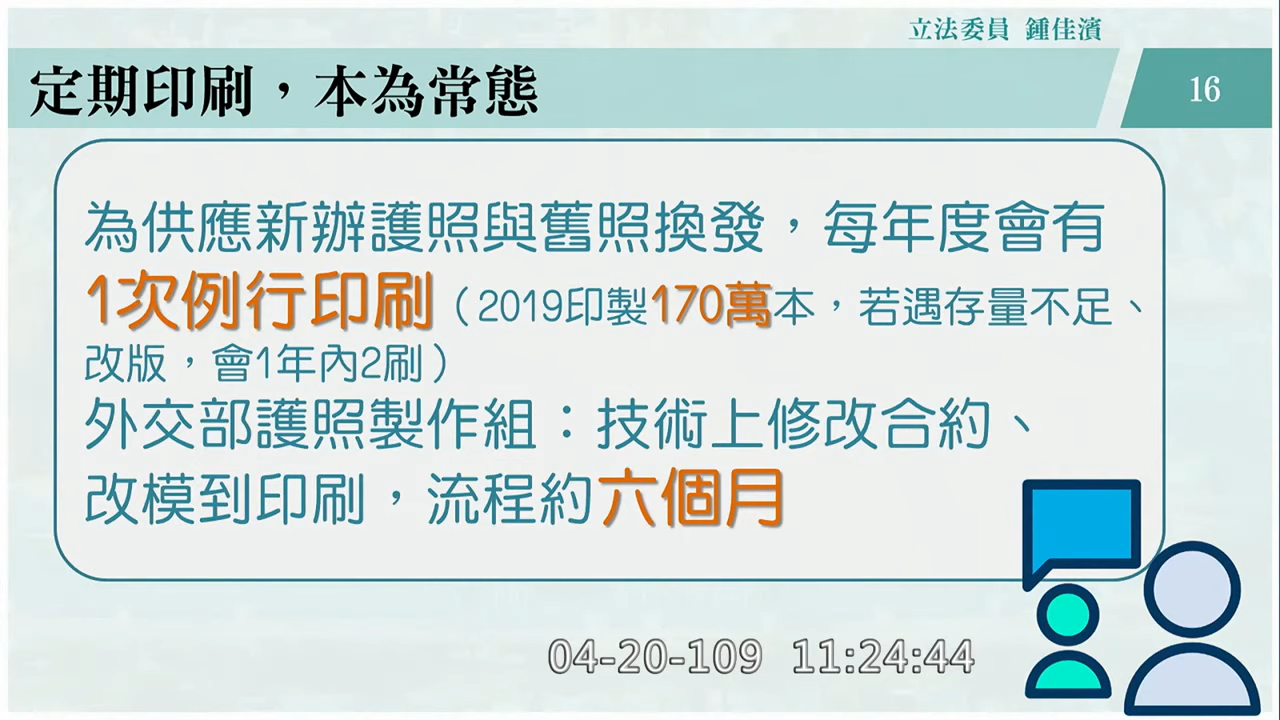 立法委員 鍾佳濱
定期印刷，本為常態
16
為供應新辦護照與舊照換發，每年度會有
1次例行印刷（2019印製170萬本，若遇存量不足、
改版，會1年內2刷）
外交部護照製作組：技術上修改合約、
改模到印刷，流程約六個月
04-20-109 11:24:44